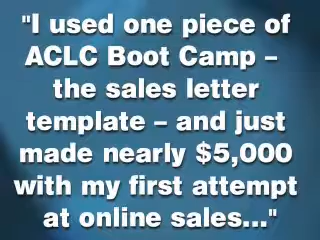 "I used one piece of
ACLC Boot Camp –
the sales letter
template – and just
made nearly $5,000
with my first attempt
at online sales..."